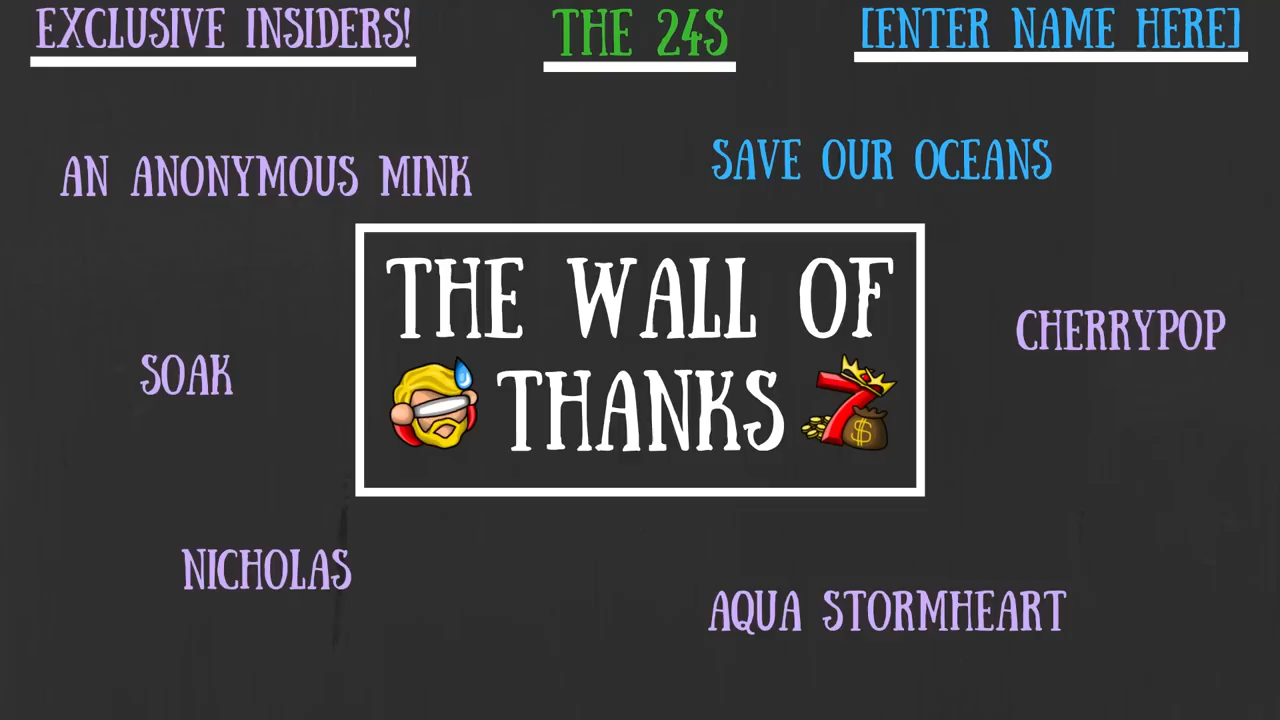 EXCLUSIVE INSIDERS!
THE 24S
[ENTER NAME HERE]
AN ANONYMOUS MINK
SAVE OUR OCEANS
THE WALL OF
THANKS
SOAK
CHERRYPOP
NICHOLAS
AQUA STORMHEART